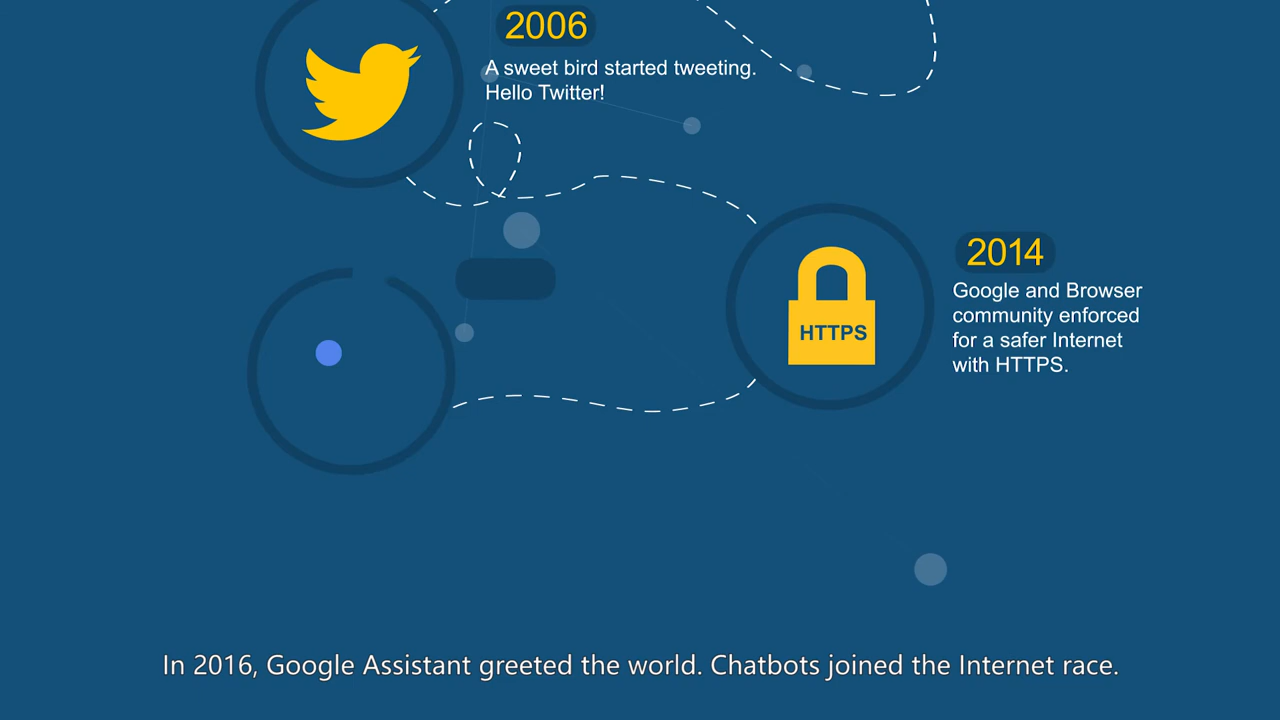 2006
A sweet bird started tweeting.
Hello Twitter!
2014
Google and Browser
community enforced
for a safer Internet
with HTTPS.
HTTPS
In 2016, Google Assistant greeted the world. Chatbots joined the Internet race.